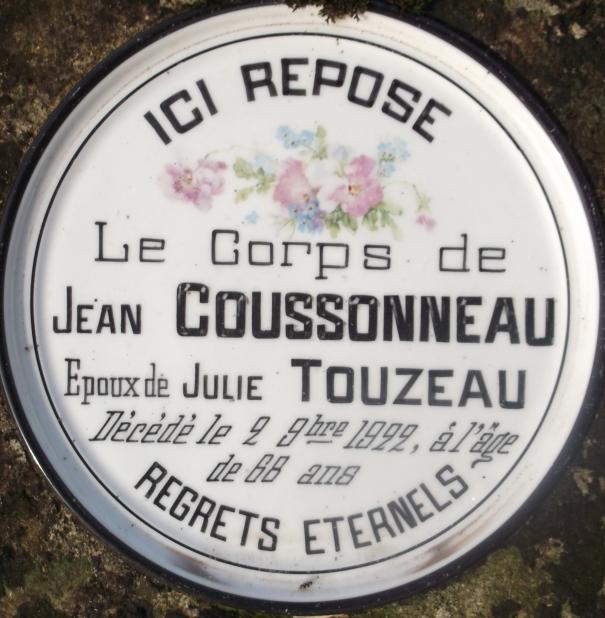 ICI REPOSE
Le Corps de
JEAN COUSSONNEAU
Epoux de JULIE TOUZEAU
Décédé le 2 9bre 1922, à l'âge
de 68 ans
REGRETS ETERNELS